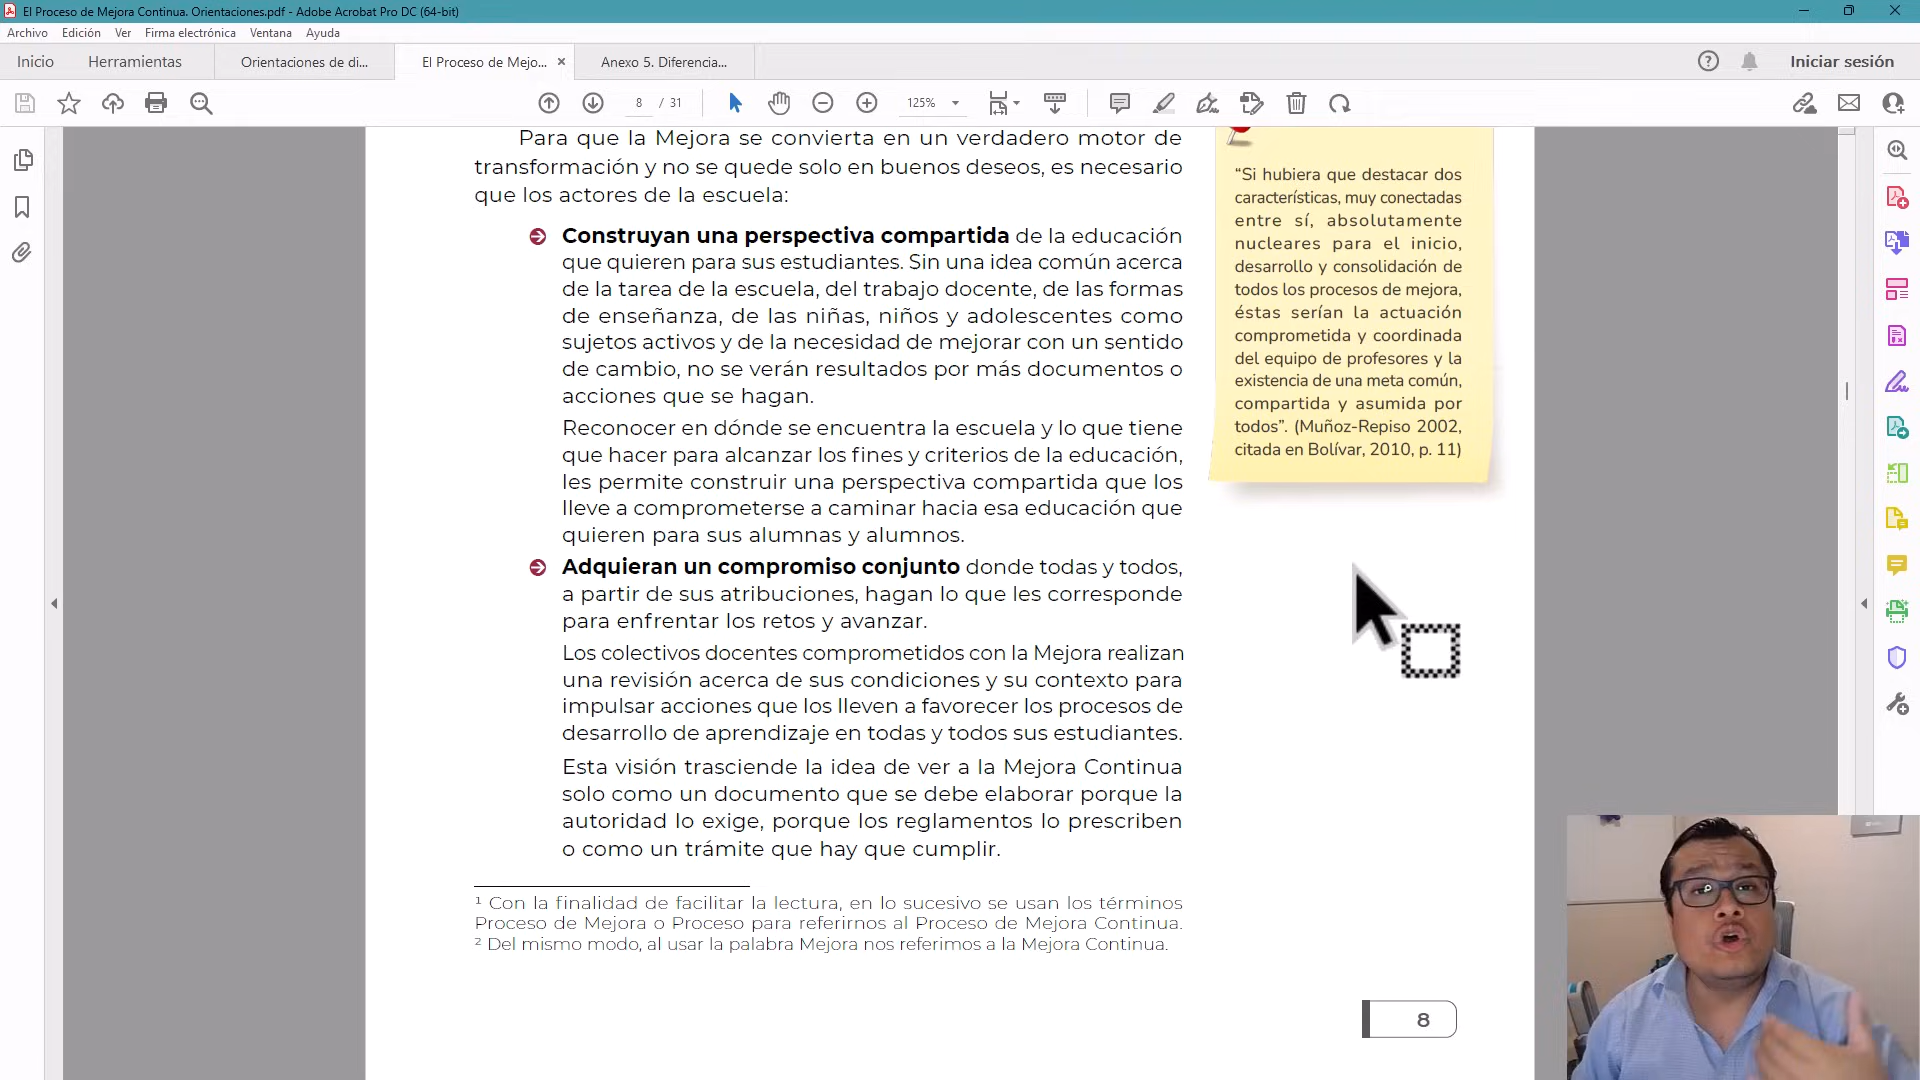 El Proceso de Mejora Continua. Orientaciones.pdf - Adobe Acrobat Pro DC (64-bit)
Archivo Edición Ver Firma electrónica Ventana Ayuda
Inicio Herramientas Orientaciones de di... El Proceso de Mejo... × Anexo 5. Diferencia... Iniciar sesión
8 / 31 125%
Para que la Mejora se convierta en un verdadero motor de
transformación y no se quede solo en buenos deseos, es necesario
que los actores de la escuela:
Construyan una perspectiva compartida de la educación
que quieren para sus estudiantes. Sin una idea común acerca
de la tarea de la escuela, del trabajo docente, de las formas
de enseñanza, de las niñas, niños y adolescentes como
sujetos activos y de la necesidad de mejorar con un sentido
de cambio, no se verán resultados por más documentos o
acciones que se hagan.
Reconocer en dónde se encuentra la escuela y lo que tiene
que hacer para alcanzar los fines y criterios de la educación,
les permite construir una perspectiva compartida que los
lleve a comprometerse a caminar hacia esa educación que
quieren para sus alumnas y alumnos.
Adquieran un compromiso conjunto donde todas y todos,
a partir de sus atribuciones, hagan lo que les corresponde
para enfrentar los retos y avanzar.
Los colectivos docentes comprometidos con la Mejora realizan
una revisión acerca de sus condiciones y su contexto para
impulsar acciones que los lleven a favorecer los procesos de
desarrollo de aprendizaje en todas y todos sus estudiantes.
Esta visión trasciende la idea de ver a la Mejora Continua
solo como un documento que se debe elaborar porque la
autoridad lo exige, porque los reglamentos lo prescriben
o como un trámite que hay que cumplir.
“Si hubiera que destacar dos
características, muy conectadas
entre sí, absolutamente
nucleares para el inicio,
desarrollo y consolidación de
todos los procesos de mejora,
éstas serían la actuación
comprometida y coordinada
del equipo de profesores y la
existencia de una meta común,
compartida y asumida por
todos”. (Muñoz-Repiso 2002,
citada en Bolívar, 2010, p. 11)
¹ Con la finalidad de facilitar la lectura, en lo sucesivo se usan los términos
Proceso de Mejora o Proceso para referirnos al Proceso de Mejora Continua.
² Del mismo modo, al usar la palabra Mejora nos referimos a la Mejora Continua.
8